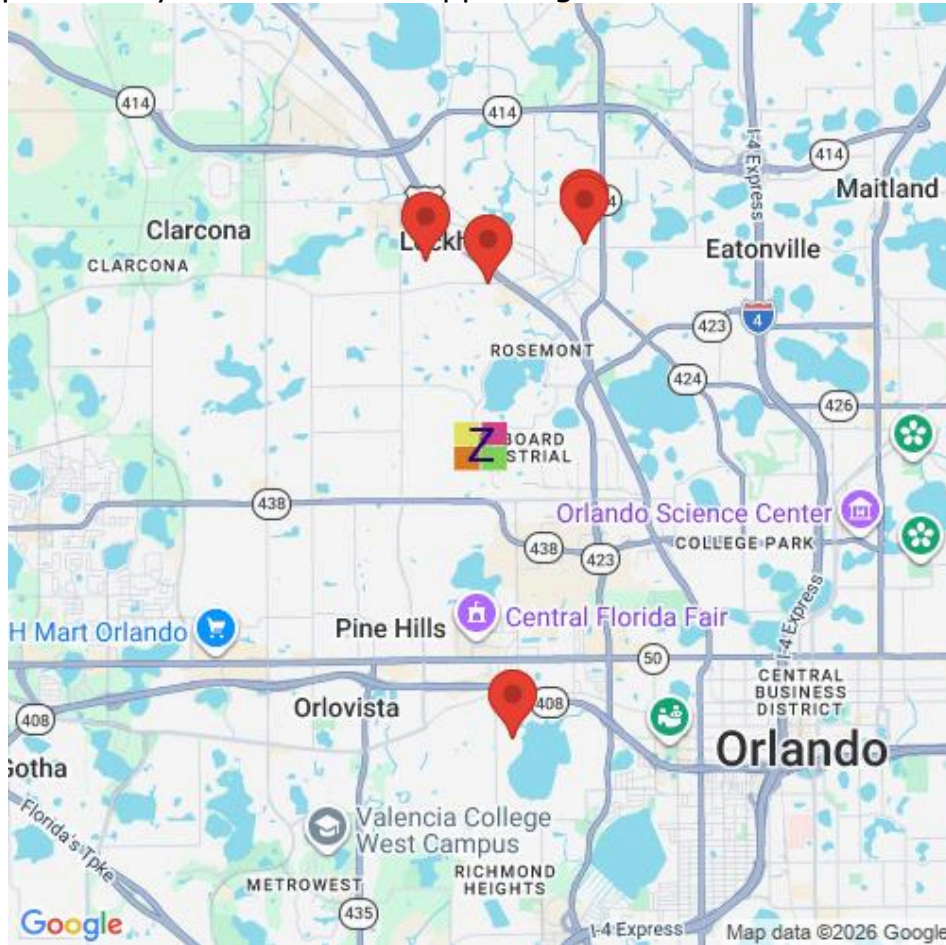 414
414
414
Maitland
Clarcona
CLARCONA
Eatonville
4
423
ROSEMONT
424
426
Z
BOARD
STRIAL
438
Orlando Science Center
438
423
COLLEGE PARK
I-4 Express
I-4 Express
H Mart Orlando
Pine Hills
Central Florida Fair
50
CENTRAL
BUSINESS
DISTRICT
408
Orlovista
408
Orlando
Gotha
Florida's Tpke
Valencia College
West Campus
RICHMOND
HEIGHTS
METROWEST
435
I-4 Express
Google
Map data ©2026 Google